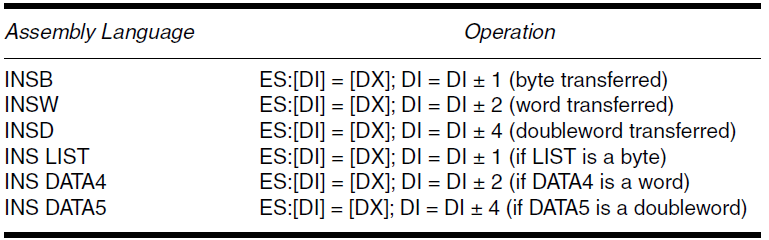 Assembly Language Operation
INSB ES:[DI] = [DX]; DI = DI ± 1 (byte transferred)
INSW ES:[DI] = [DX]; DI = DI ± 2 (word transferred)
INSD ES:[DI] = [DX]; DI = DI ± 4 (doubleword transferred)
INS LIST ES:[DI] = [DX]; DI = DI ± 1 (if LIST is a byte)
INS DATA4 ES:[DI] = [DX]; DI = DI ± 2 (if DATA4 is a word)
INS DATA5 ES:[DI] = [DX]; DI = DI ± 4 (if DATA5 is a doubleword)